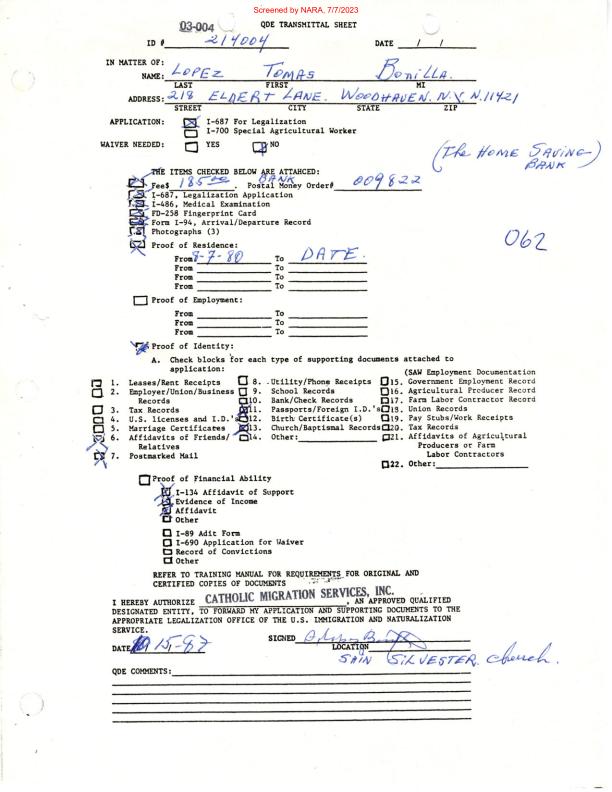 Screened by NARA, 7/7/2023
03-004
QDE TRANSMITTAL SHEET
ID # 214004 DATE / /
IN MATTER OF:
NAME: LOPEZ TOMAS Bonilla.
LAST FIRST MI
ADDRESS: 218 ELDERT LANE. WOODHAVEN. N.Y. N.11421
STREET CITY STATE ZIP
APPLICATION: I-687 For Legalization
I-700 Special Agricultural Worker
WAIVER NEEDED: YES NO
(The HOME SAVING)
BANK
THE ITEMS CHECKED BELOW ARE ATTAHCED:
Fee$ 185.00. BANK Postal Money Order# 009822
I-687, Legalization Application
I-486, Medical Examination
FD-258 Fingerprint Card
Form I-94, Arrival/Departure Record
Photographs (3)
062
Proof of Residence:
From 8-7-80 To DATE.
From To
From To
From To
Proof of Employment:
From To
From To
From To
Proof of Identity:
A. Check blocks for each type of supporting documents attached to
application:
(SAW Employment Documentation
1. Leases/Rent Receipts 8. Utility/Phone Receipts 15. Government Employment Record
2. Employer/Union/Business Records 9. School Records 16. Agricultural Producer Record
10. Bank/Check Records 17. Farm Labor Contractor Record
3. Tax Records 11. Passports/Foreign I.D.'s 18. Union Records
4. U.S. licenses and I.D.'s 12. Birth Certificate(s) 19. Pay Stubs/Work Receipts
5. Marriage Certificates 13. Church/Baptismal Records 20. Tax Records
6. Affidavits of Friends/ 14. Other: 21. Affidavits of Agricultural
Relatives Producers or Farm
7. Postmarked Mail Labor Contractors
22. Other:
Proof of Financial Ability
I-134 Affidavit of Support
Evidence of Income
Affidavit
Other
I-89 Adit Form
I-690 Application for Waiver
Record of Convictions
Other
REFER TO TRAINING MANUAL FOR REQUIREMENTS FOR ORIGINAL AND
CERTIFIED COPIES OF DOCUMENTS
I HEREBY AUTHORIZE CATHOLIC MIGRATION SERVICES, INC., AN APPROVED QUALIFIED
DESIGNATED ENTITY, TO FORWARD MY APPLICATION AND SUPPORTING DOCUMENTS TO THE
APPROPRIATE LEGALIZATION OFFICE OF THE U.S. IMMIGRATION AND NATURALIZATION
SERVICE.
DATE 15-87 SIGNED
LOCATION
SAIN SILVESTER. Church.
QDE COMMENTS: